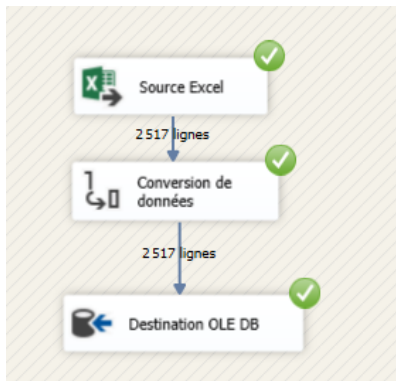 Source Excel
2 517 lignes
Conversion de
données
2 517 lignes
Destination OLE DB